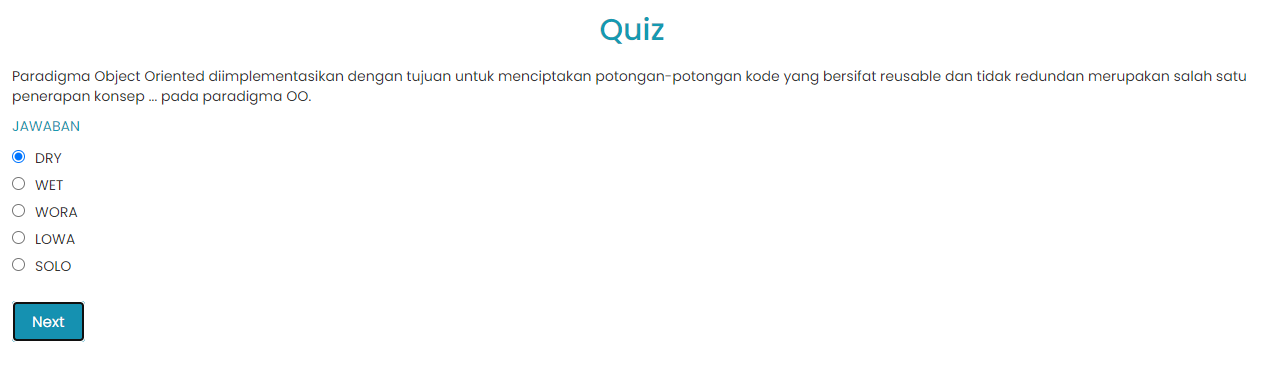 Quiz
Paradigma Object Oriented diimplementasikan dengan tujuan untuk menciptakan potongan-potongan kode yang bersifat reusable dan tidak redundan merupakan salah satu
penerapan konsep ... pada paradigma OO.
JAWABAN
DRY
WET
WORA
LOWA
SOLO
Next